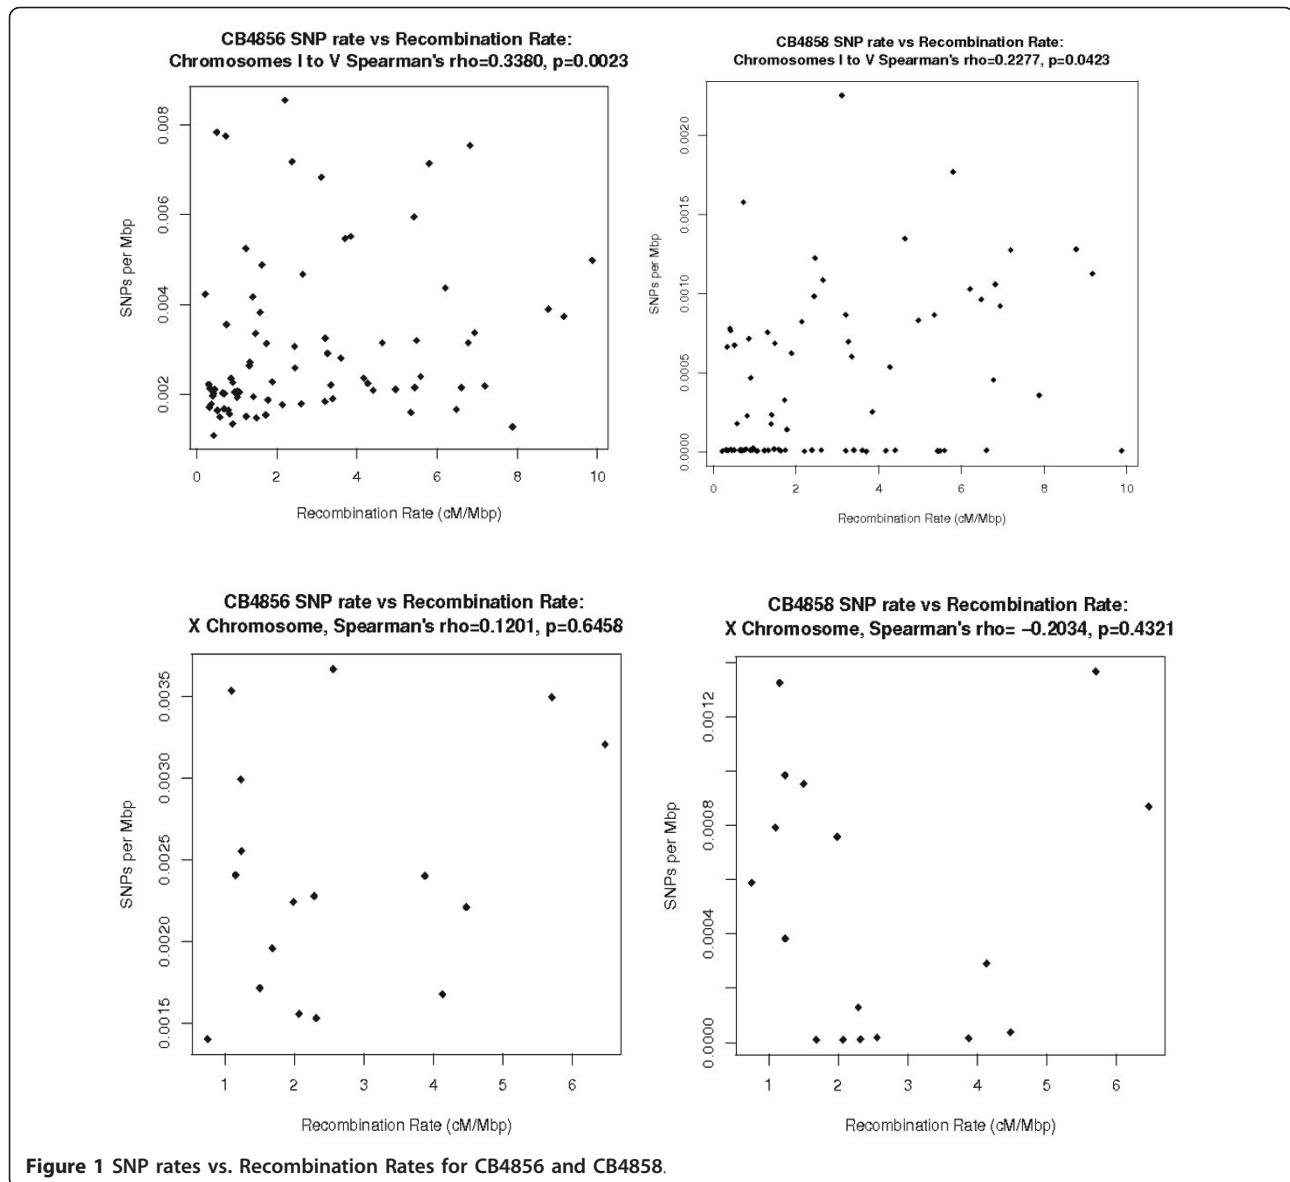 CB4856 SNP rate vs Recombination Rate:
Chromosomes I to V Spearman's rho=0.3380, p=0.0023
0.008
0.006
0.004
0.002
SNPs per Mbp
0 2 4 6 8 10
Recombination Rate (cM/Mbp)
CB4858 SNP rate vs Recombination Rate:
Chromosomes I to V Spearman's rho=0.2277, p=0.0423
0.0020
0.0015
0.0010
0.0005
0.0000
SNPs per Mbp
0 2 4 6 8 10
Recombination Rate (cM/Mbp)
CB4856 SNP rate vs Recombination Rate:
X Chromosome, Spearman's rho=0.1201, p=0.6458
0.0035
0.0030
0.0025
0.0020
0.0015
SNPs per Mbp
1 2 3 4 5 6
Recombination Rate (cM/Mbp)
CB4858 SNP rate vs Recombination Rate:
X Chromosome, Spearman's rho= −0.2034, p=0.4321
0.0012
0.0008
0.0004
0.0000
SNPs per Mbp
1 2 3 4 5 6
Recombination Rate (cM/Mbp)
Figure 1 SNP rates vs. Recombination Rates for CB4856 and CB4858.